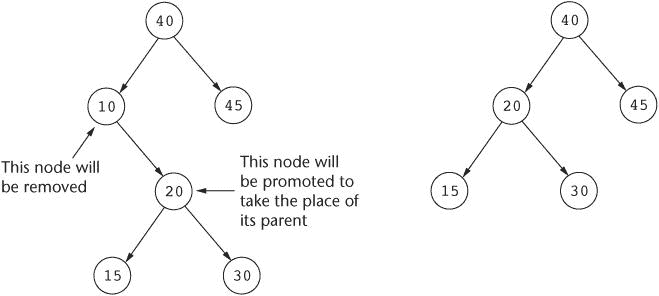 40
40
10
45
20
45
This node will
be removed
20
This node will
be promoted to
take the place of
its parent
15
30
15
30